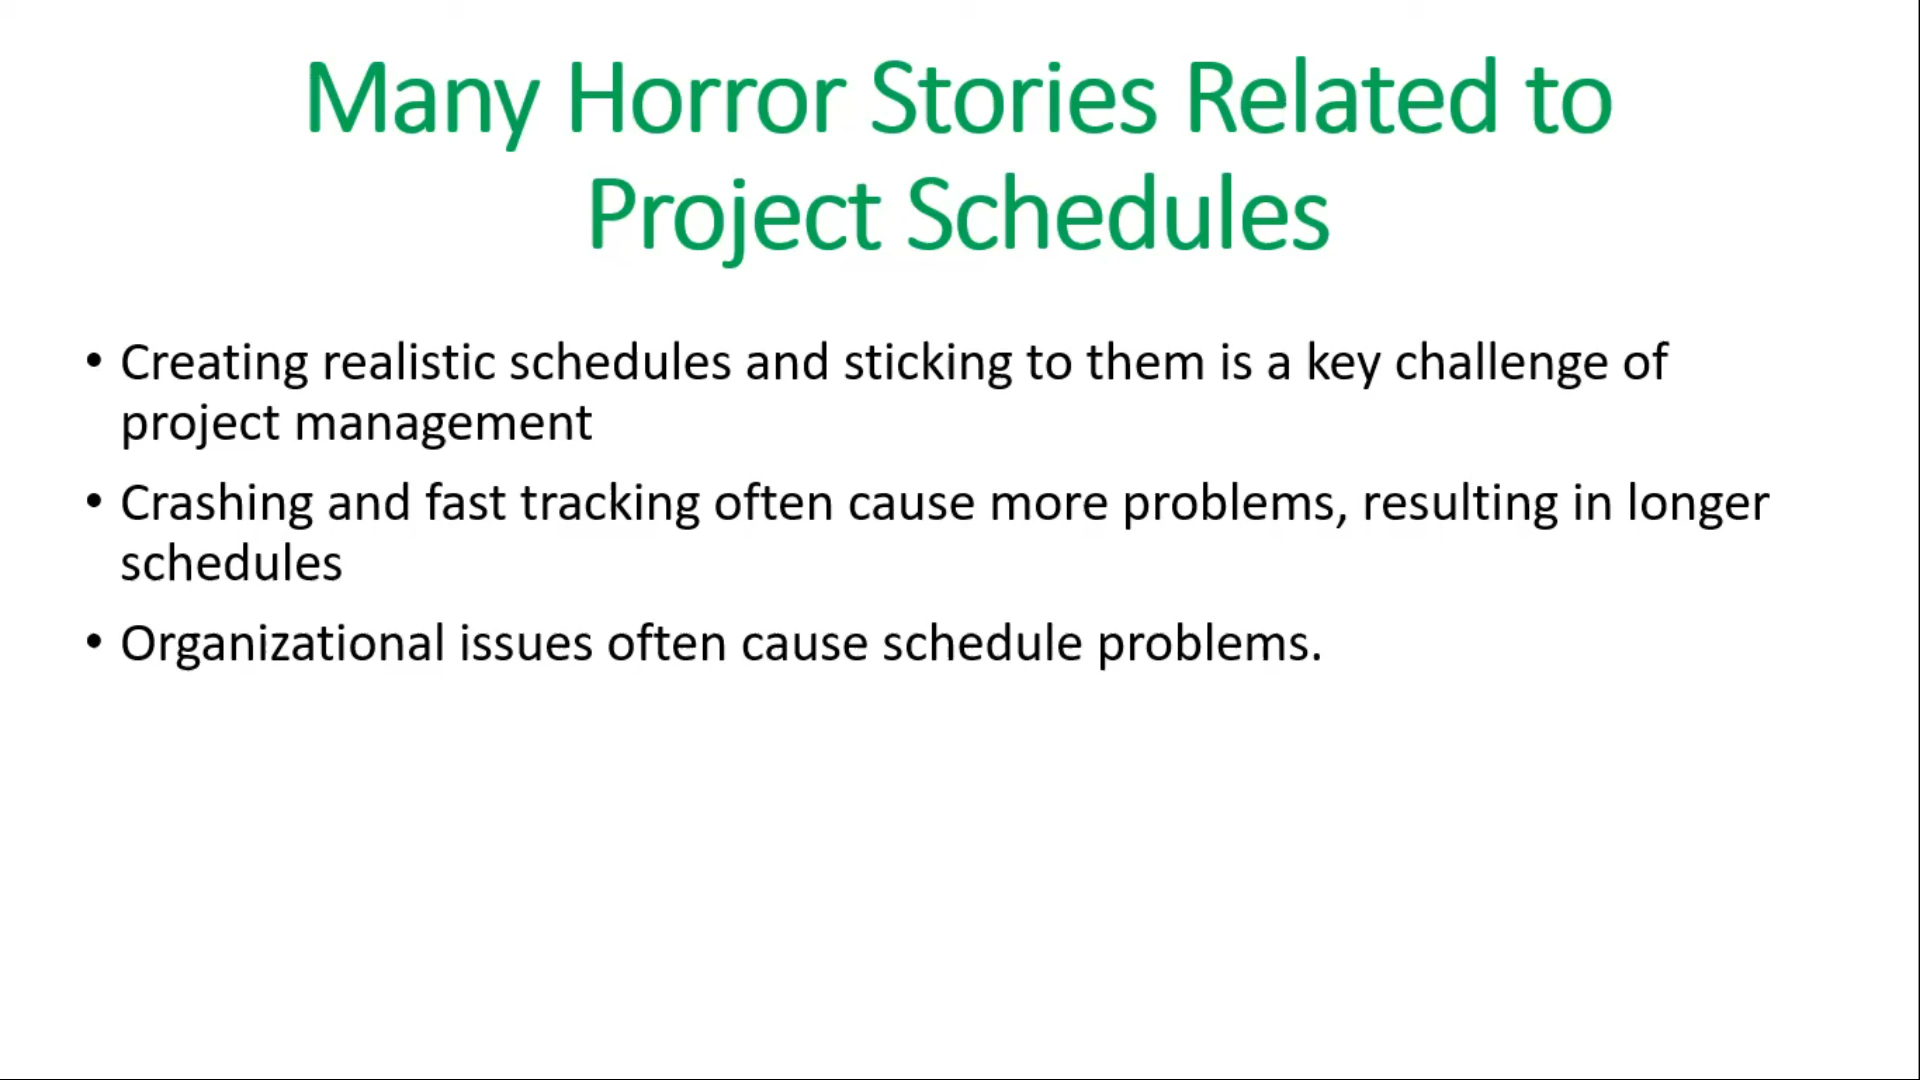 Many Horror Stories Related to
Project Schedules
• Creating realistic schedules and sticking to them is a key challenge of
project management
• Crashing and fast tracking often cause more problems, resulting in longer
schedules
• Organizational issues often cause schedule problems.